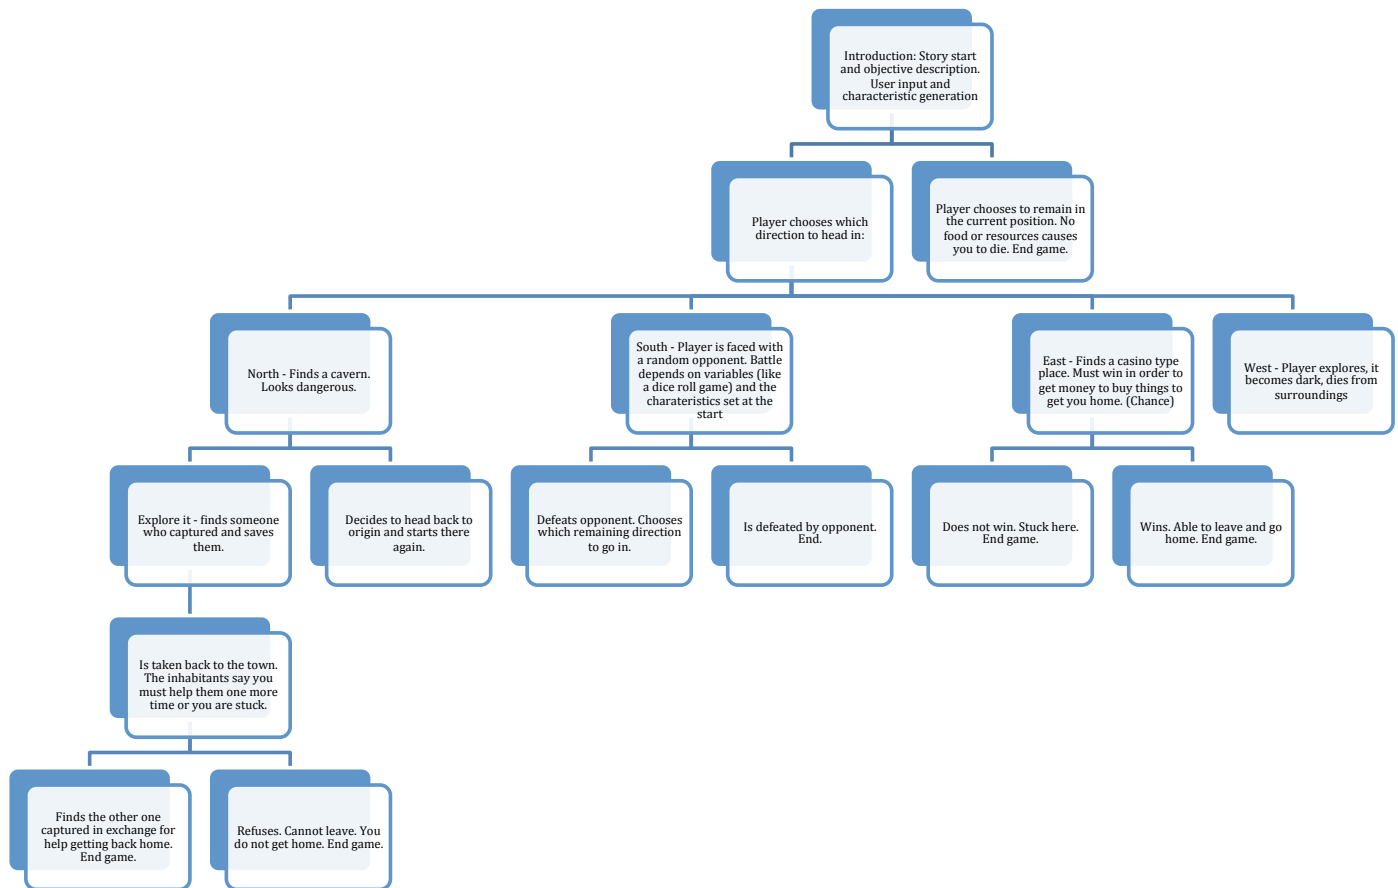 Introduction: Story start
and objective description.
User input and
characteristic generation
Player chooses which
direction to head in:
Player chooses to remain in
the current position. No
food or resources causes
you to die. End game.
North - Finds a cavern.
Looks dangerous.
South - Player is faced with
a random opponent. Battle
depends on variables (like
a dice roll game) and the
charateristics set at the
start
East - Finds a casino type
place. Must win in order to
get money to buy things to
get you home. (Chance)
West - Player explores, it
becomes dark, dies from
surroundings
Explore it - finds someone
who captured and saves
them.
Decides to head back to
origin and starts there
again.
Defeats opponent. Chooses
which remaining direction
to go in.
Is defeated by opponent.
End.
Does not win. Stuck here.
End game.
Wins. Able to leave and go
home. End game.
Is taken back to the town.
The inhabitants say you
must help them one more
time or you are stuck.
Finds the other one
captured in exchange for
help getting back home.
End game.
Refuses. Cannot leave. You
do not get home. End game.